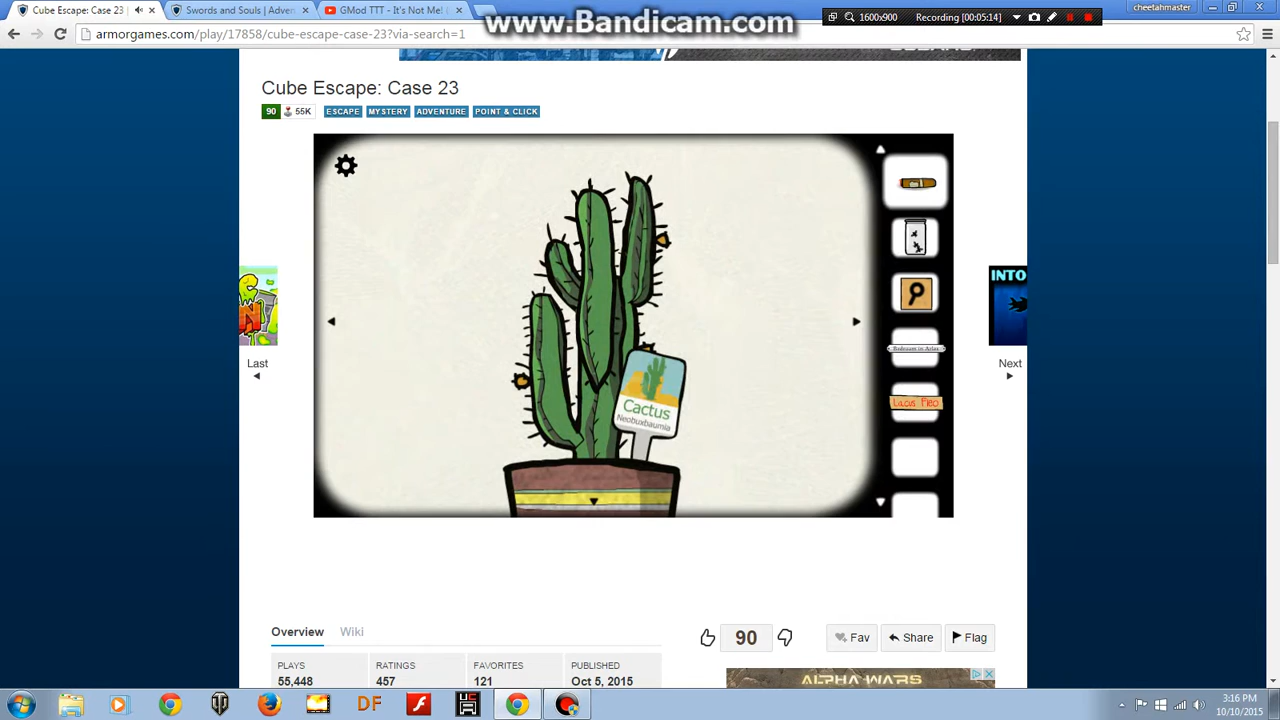 Cube Escape: Case 23 |
Swords and Souls | Adven
GMod TTT - It's Not Me! (
www.Bandicam.com
1600x900
Recording [00:05:14]
cheetahmaster
armorgames.com/play/17858/cube-escape-case-23?via-search=1
Cube Escape: Case 23
90
55K
ESCAPE
MYSTERY
ADVENTURE
POINT & CLICK
INTO
Last
Next
Cactus
Neobuxbaumia
Lacus Fleo
Overview
Wiki
90
Fav
Share
Flag
PLAYS
RATINGS
FAVORITES
PUBLISHED
55,448
457
121
Oct 5, 2015
ALPHA WARS
DF
3:16 PM
10/10/2015